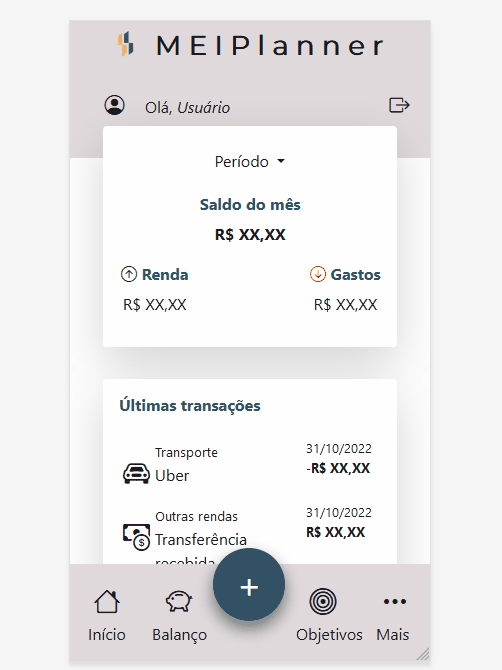 MEIPlanner
Olá, Usuário
Período
Saldo do mês
R$ XX,XX
Renda Gastos
R$ XX,XX R$ XX,XX
Últimas transações
Transporte 31/10/2022
Uber -R$ XX,XX
Outras rendas 31/10/2022
Transferência R$ XX,XX
recebida
+
Início Balanço Objetivos Mais